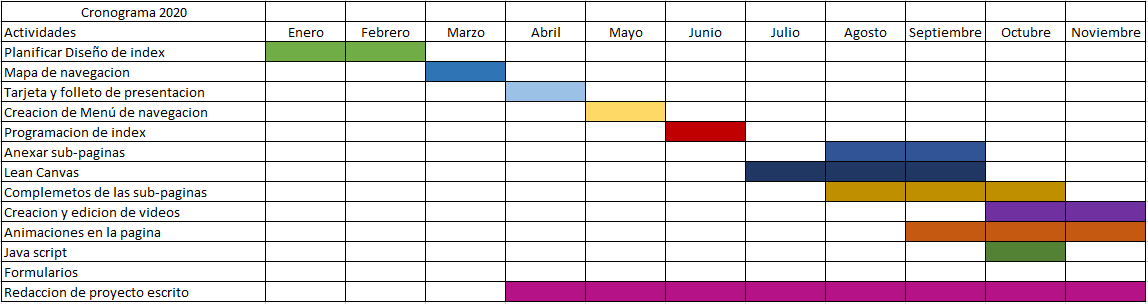 Cronograma 2020
Actividades Enero Febrero Marzo Abril Mayo Junio Julio Agosto Septiembre Octubre Noviembre
Planificar Diseño de index
Mapa de navegacion
Tarjeta y folleto de presentacion
Creacion de Menú de navegacion
Programacion de index
Anexar sub-paginas
Lean Canvas
Complemetos de las sub-paginas
Creacion y edicion de videos
Animaciones en la pagina
Java script
Formularios
Redaccion de proyecto escrito